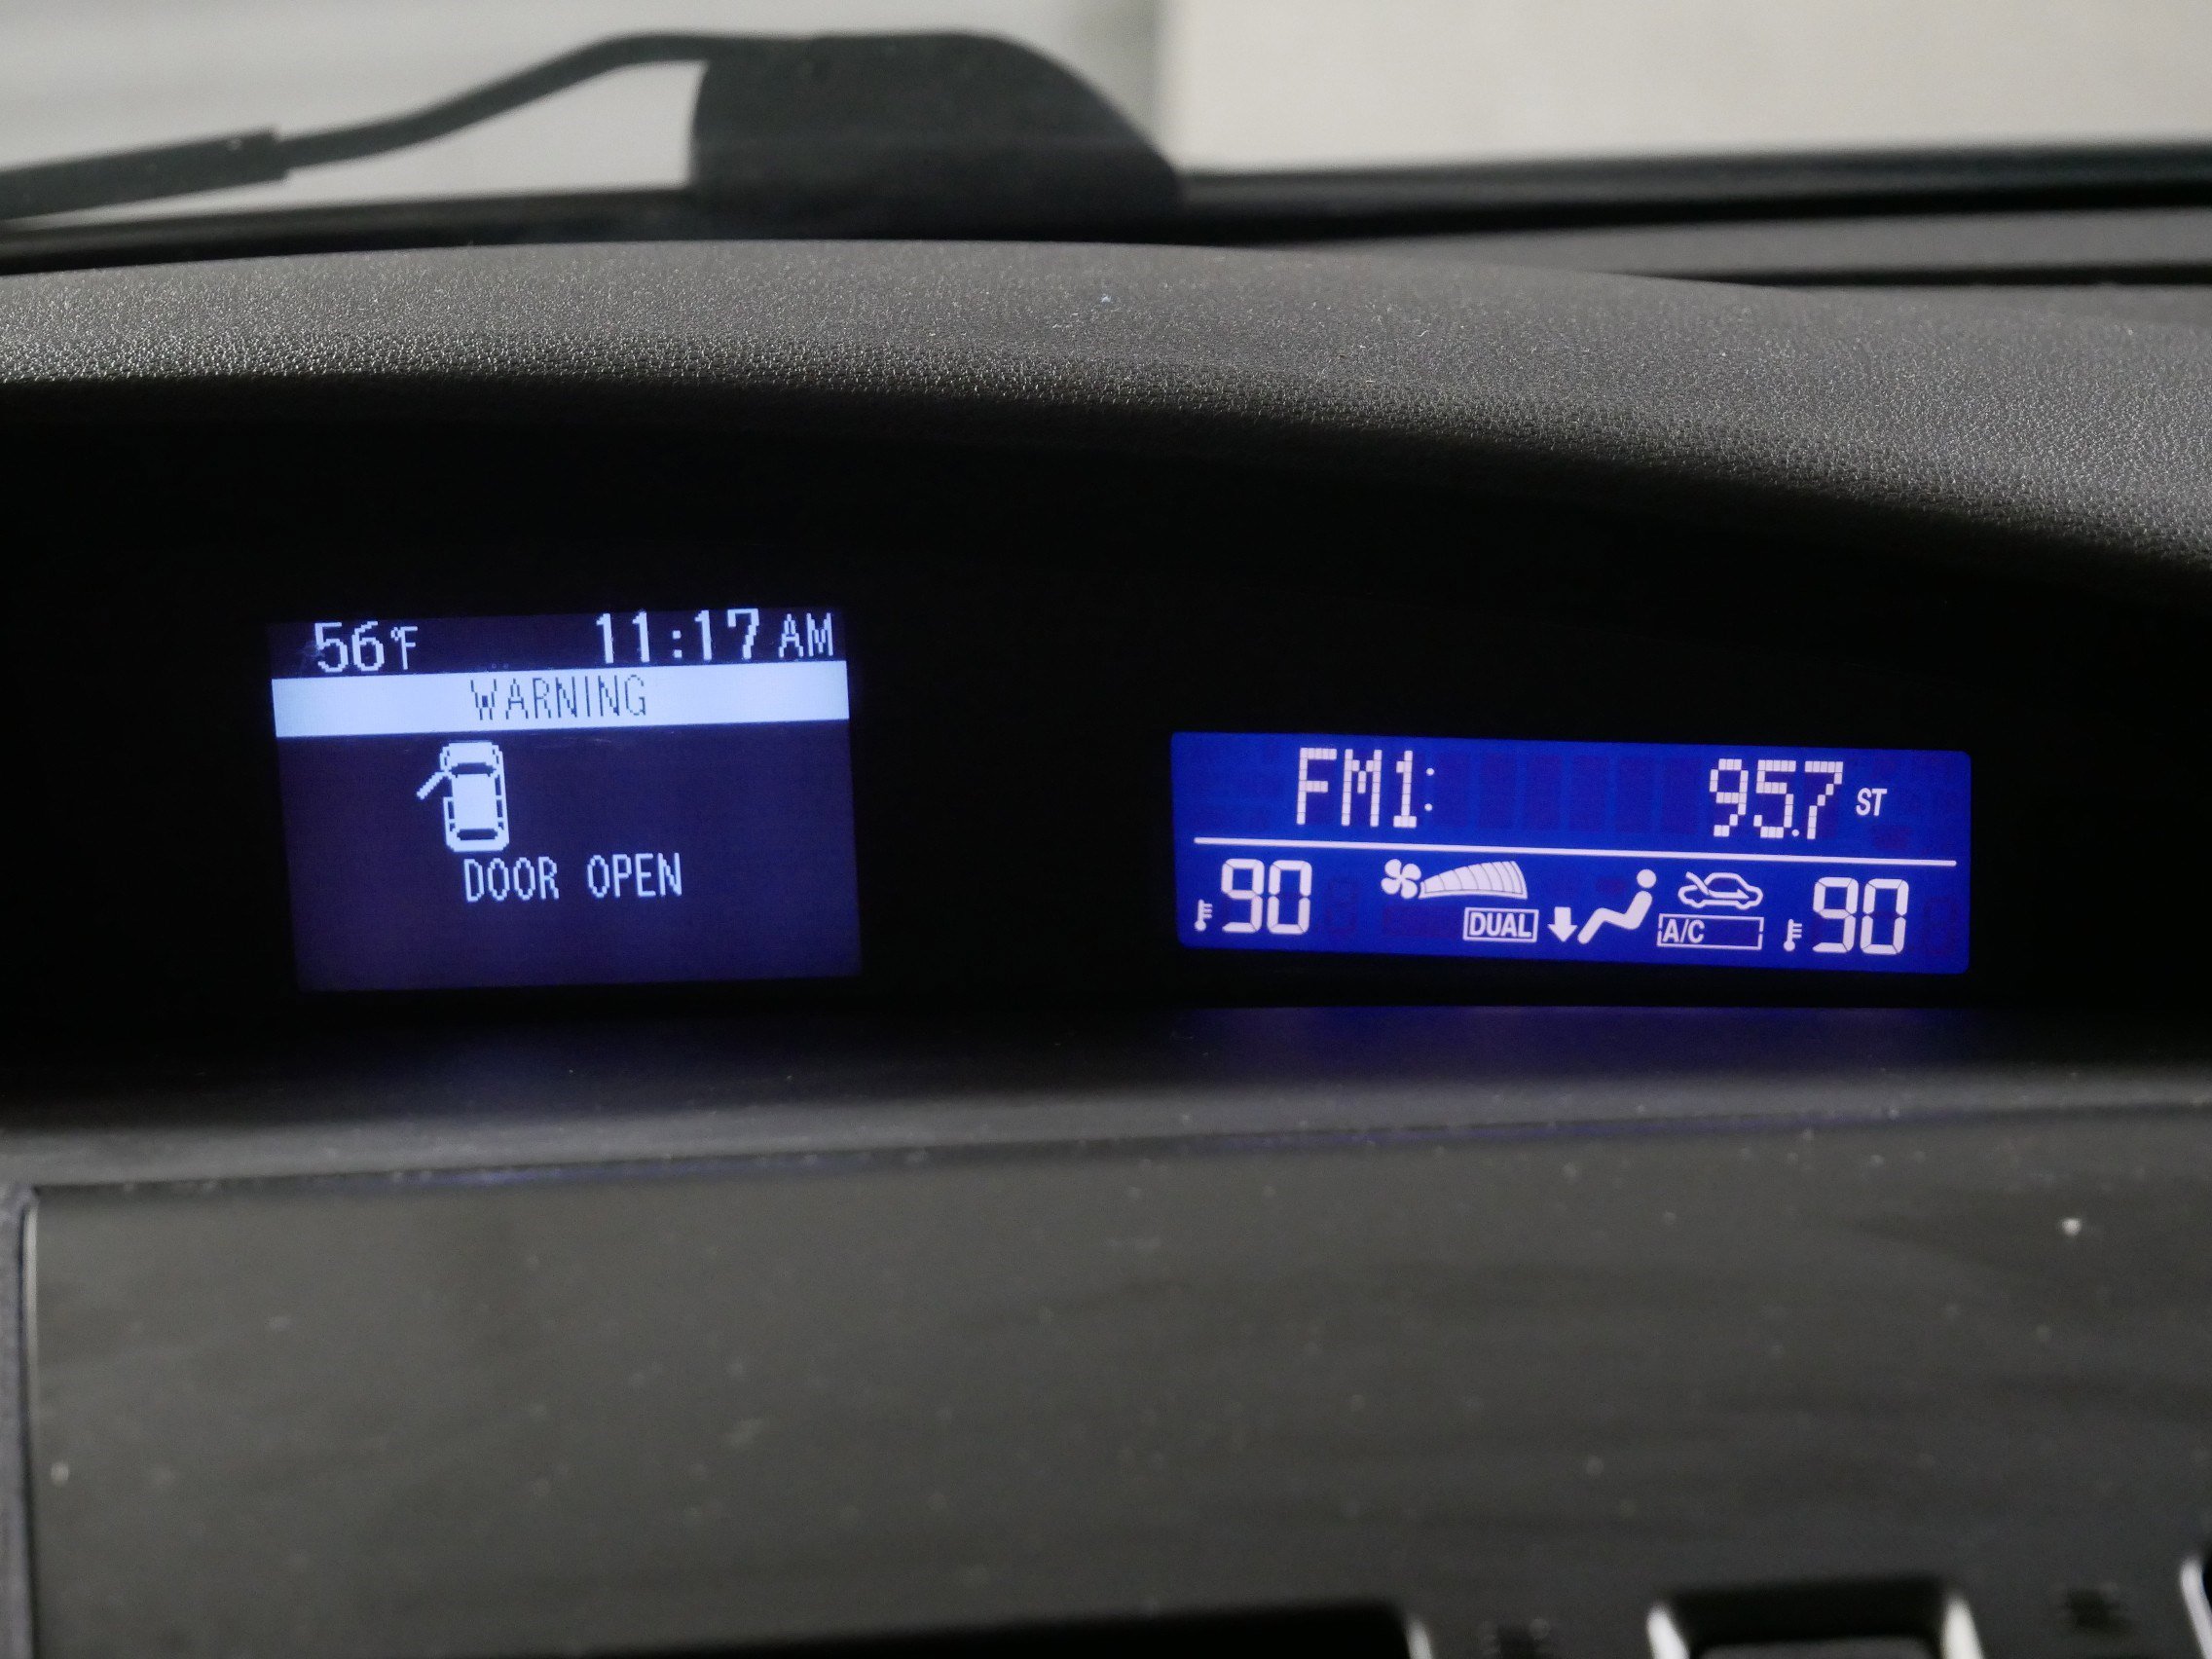 56°F 11:17 AM
WARNING
DOOR OPEN
FM1: 95.7 ST
90 DUAL A/C 90